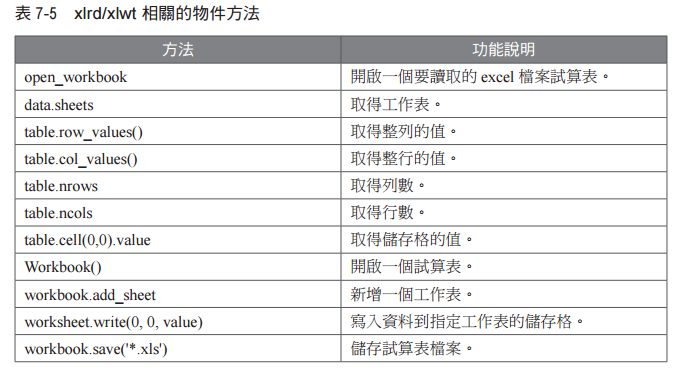 表 7-5 xlrd/xlwt 相關的物件方法
方法 功能說明
open_workbook 開啟一個要讀取的 excel 檔案試算表。
data.sheets 取得工作表。
table.row_values() 取得整列的值。
table.col_values() 取得整行的值。
table.nrows 取得列數。
table.ncols 取得行數。
table.cell(0,0).value 取得儲存格的值。
Workbook() 開啟一個試算表。
workbook.add_sheet 新增一個工作表。
worksheet.write(0, 0, value) 寫入資料到指定工作表的儲存格。
workbook.save('*.xls') 儲存試算表檔案。